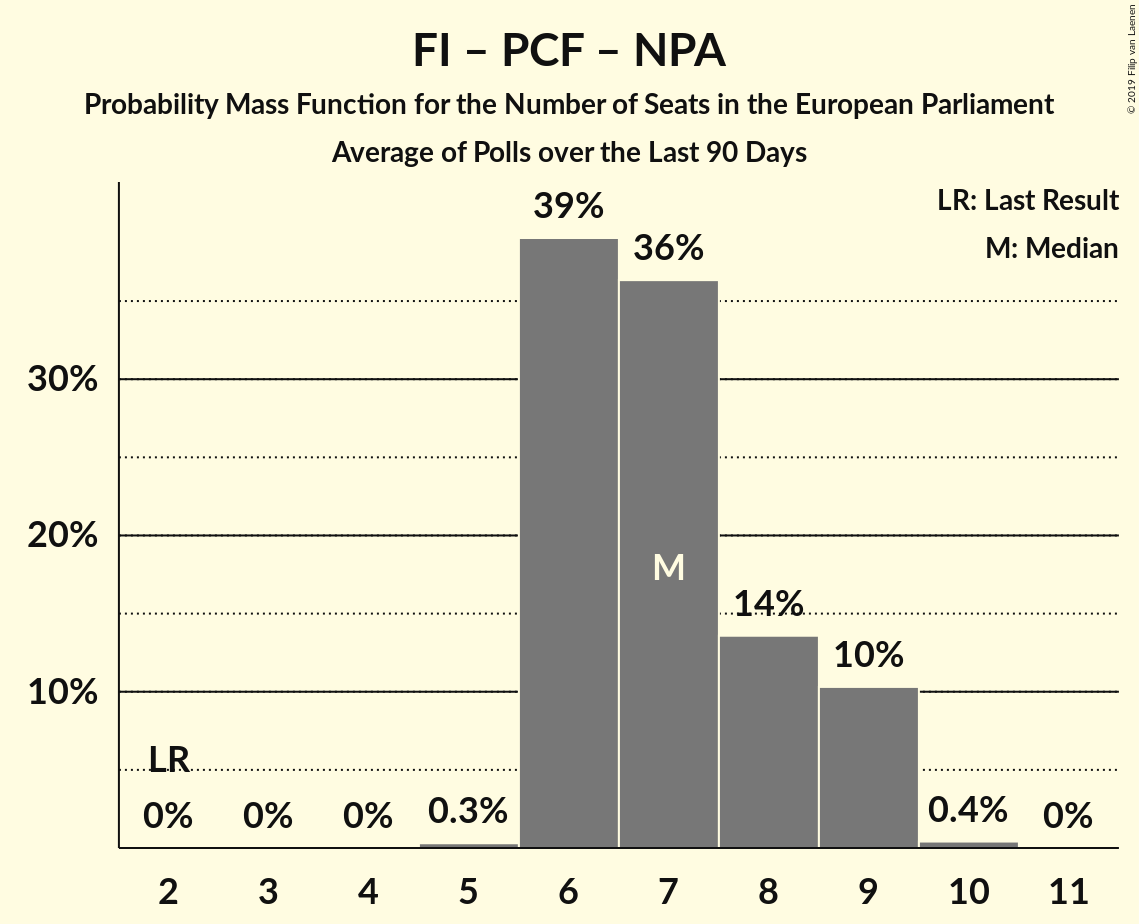 FI – PCF – NPA
Probability Mass Function for the Number of Seats in the European Parliament
Average of Polls over the Last 90 Days
© 2019 Filip van Laenen
LR: Last Result
M: Median
39%
36%
30%
20%
M
14%
10%
10%
LR
0%
0%
0%
0.3%
0.4%
0%
2 3 4 5 6 7 8 9 10 11